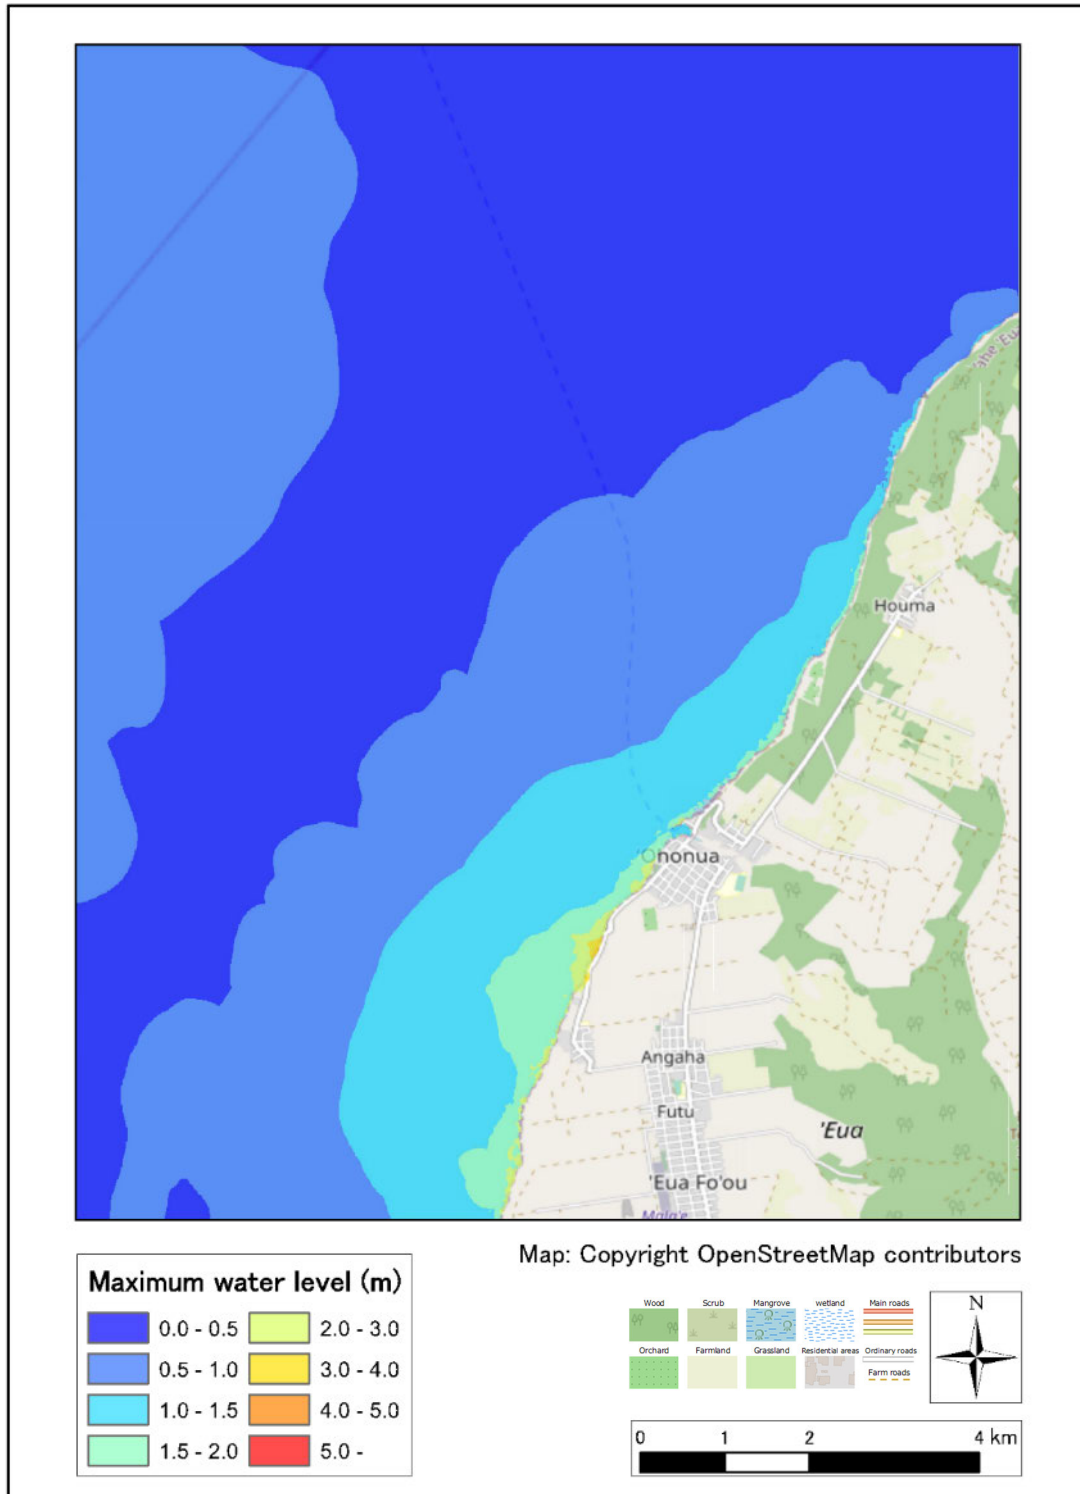 Houma
'Ononua
Angaha
Futu
'Eua
'Eua Fo'ou
Map: Copyright OpenStreetMap contributors
Maximum water level (m)
0.0 - 0.5
2.0 - 3.0
0.5 - 1.0
3.0 - 4.0
1.0 - 1.5
4.0 - 5.0
1.5 - 2.0
5.0 -
Wood
Scrub
Mangrove
wetland
Main roads
Orchard
Farmland
Grassland
Residential areas
Ordinary roads
Farm roads
N
0 1 2 4 km